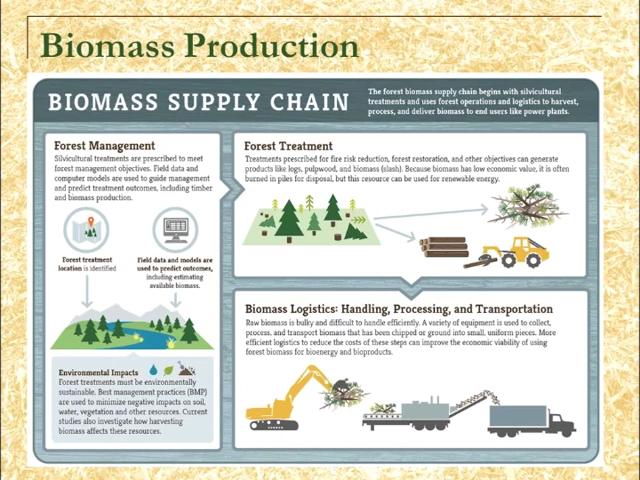 Biomass Production
BIOMASS SUPPLY CHAIN
The forest biomass supply chain begins with silvicultural
treatments and uses forest operations and logistics to harvest,
process, and deliver biomass to end users like power plants.
Forest Management
Silvicultural treatments are prescribed to meet
forest management objectives. Field data and
computer models are used to guide management
and predict treatment outcomes, including timber
and biomass production.
Forest treatment
location is identified
Field data and models are
used to predict outcomes,
including estimating
available biomass.
Environmental Impacts
Forest treatments must be environmentally
sustainable. Best management practices (BMP)
are used to minimize negative impacts on soil,
water, vegetation and other resources. Current
studies also investigate how harvesting
biomass affects these resources.
Forest Treatment
Treatments prescribed for fire risk reduction, forest restoration, and other objectives can generate
products like logs, pulpwood, and biomass (slash). Because biomass has low economic value, it is often
burned in piles for disposal, but this resource can be used for renewable energy.
Biomass Logistics: Handling, Processing, and Transportation
Raw biomass is bulky and difficult to handle efficiently. A variety of equipment is used to collect,
process, and transport biomass that has been chipped or ground into small, uniform pieces. More
efficient logistics to reduce the costs of these steps can improve the economic viability of using
forest biomass for bioenergy and bioproducts.